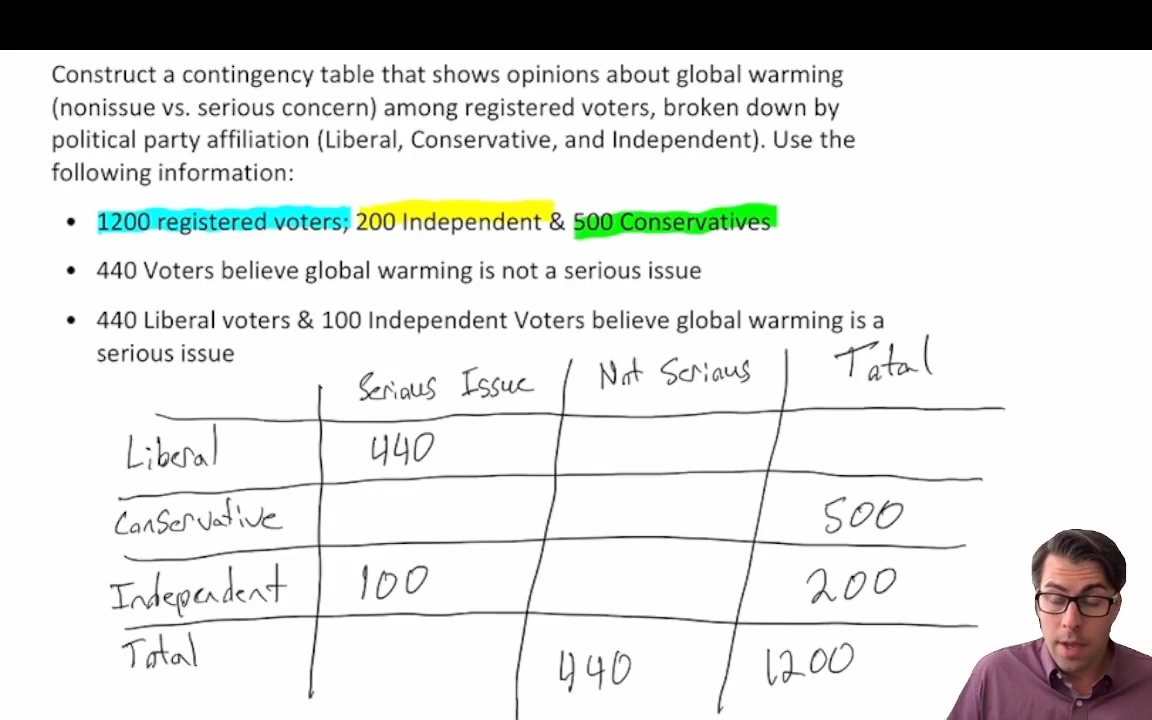 Construct a contingency table that shows opinions about global warming
(nonissue vs. serious concern) among registered voters, broken down by
political party affiliation (Liberal, Conservative, and Independent). Use the
following information:
• 1200 registered voters; 200 Independent & 500 Conservatives
• 440 Voters believe global warming is not a serious issue
• 440 Liberal voters & 100 Independent Voters believe global warming is a
serious issue
Serious Issue Not Serious Total
Liberal 440
Conservative 500
Independent 100 200
Total 440 1200